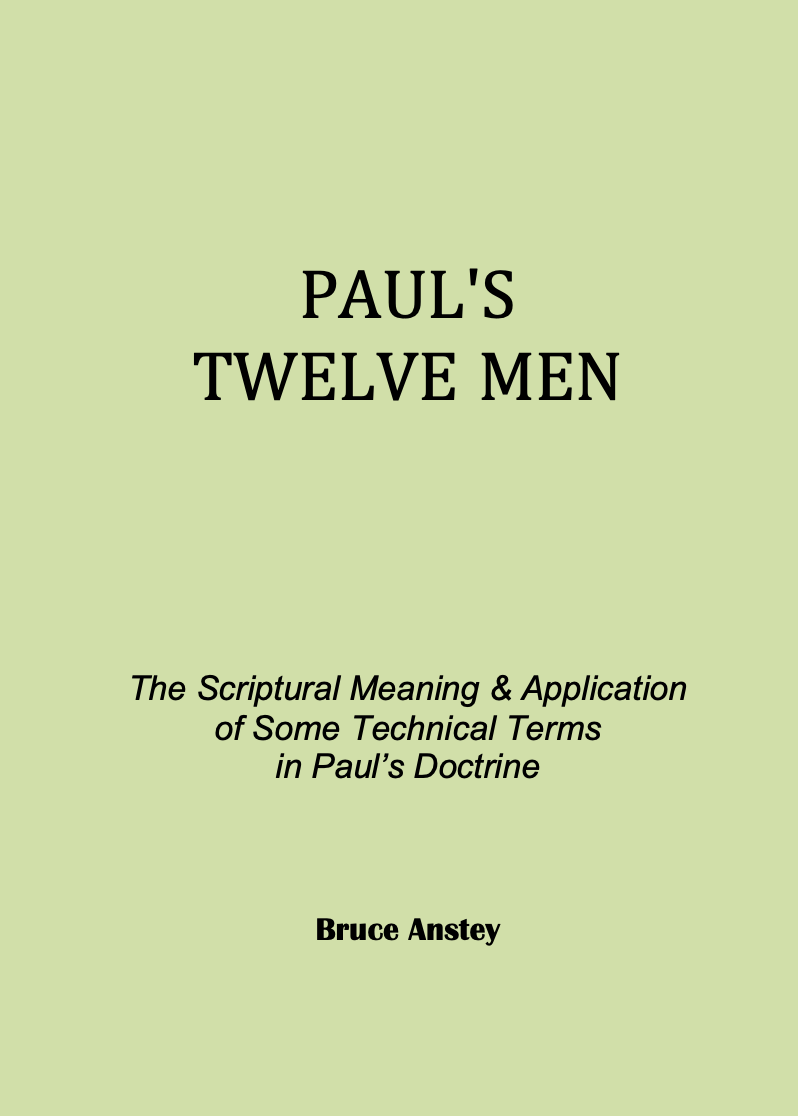 PAUL'S
TWELVE MEN
The Scriptural Meaning & Application
of Some Technical Terms
in Paul’s Doctrine
Bruce Anstey